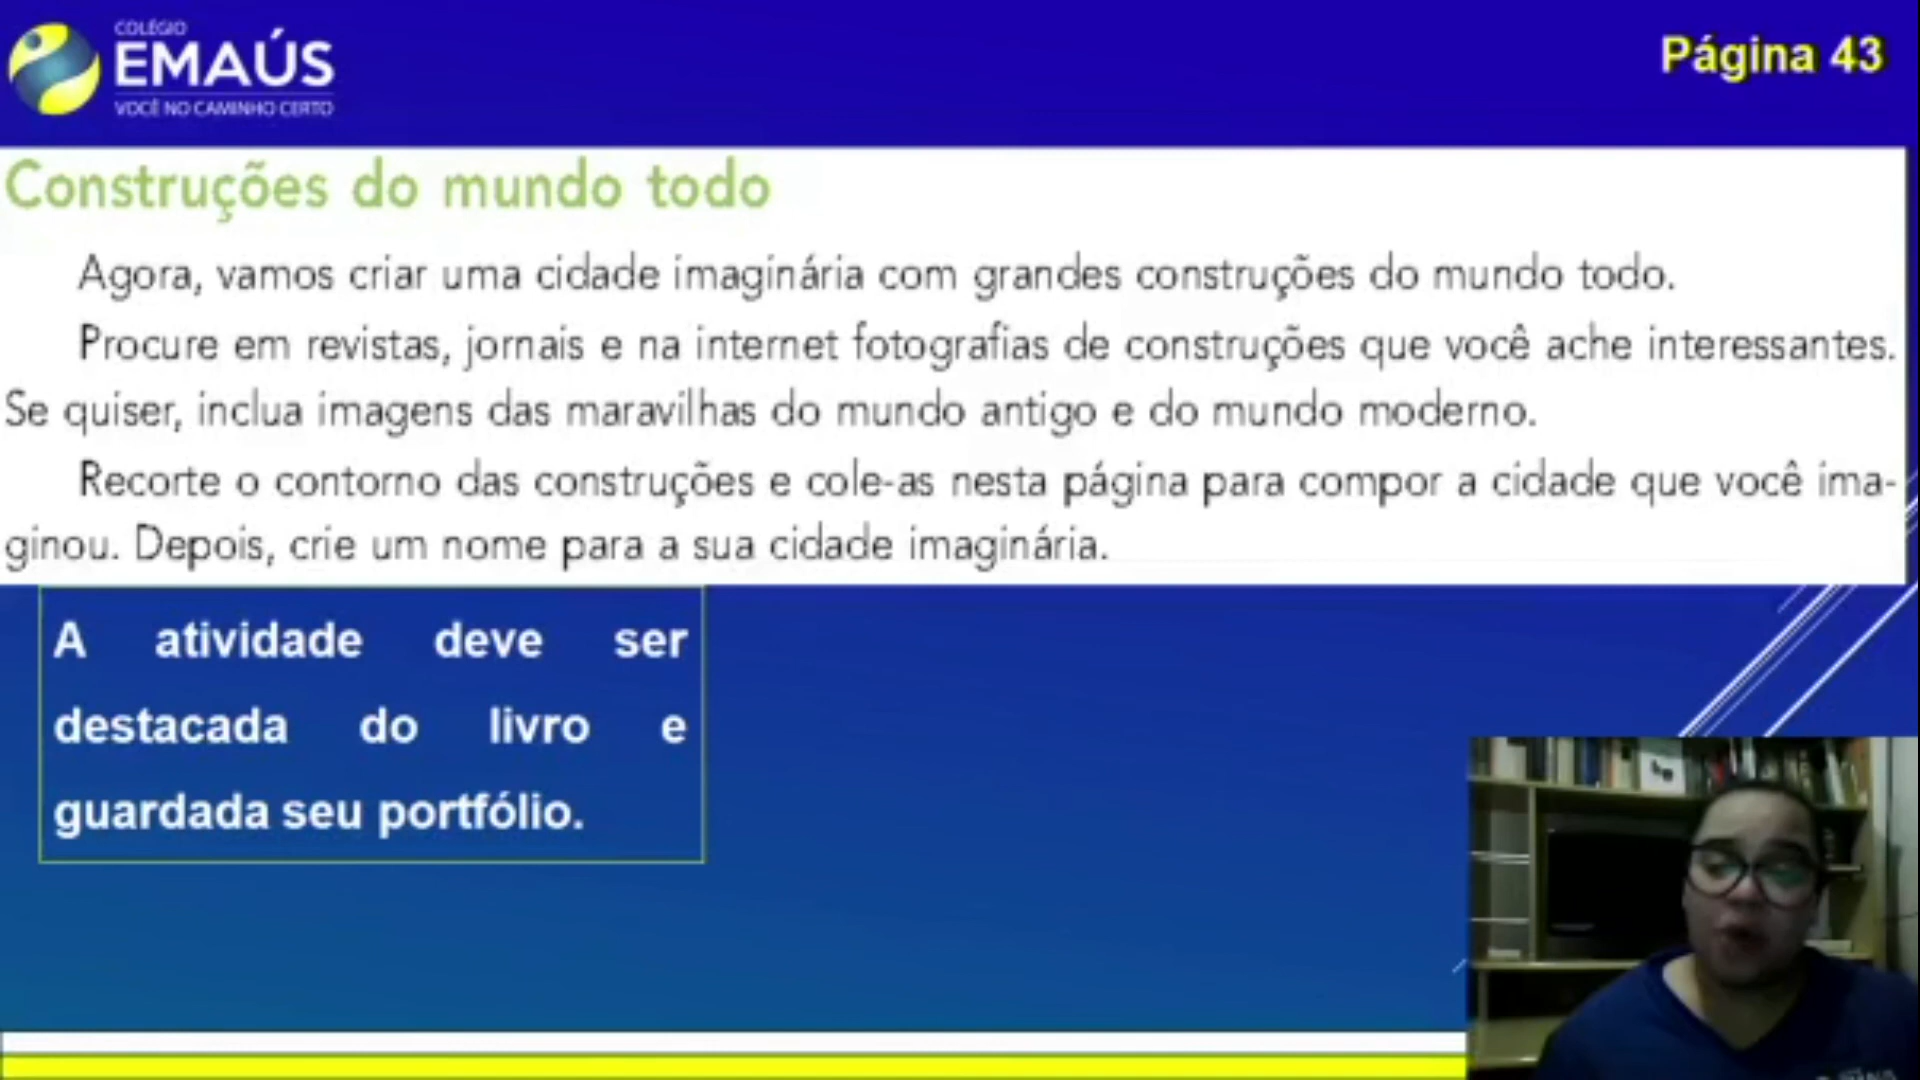 COLÉGIO
EMAÚS
VOCÊ NO CAMINHO CERTO
Página 43
Construções do mundo todo
Agora, vamos criar uma cidade imaginária com grandes construções do mundo todo.
Procure em revistas, jornais e na internet fotografias de construções que você ache interessantes.
Se quiser, inclua imagens das maravilhas do mundo antigo e do mundo moderno.
Recorte o contorno das construções e cole-as nesta página para compor a cidade que você ima-
ginou. Depois, crie um nome para a sua cidade imaginária.
A atividade deve ser
destacada do livro e
guardada seu portfólio.